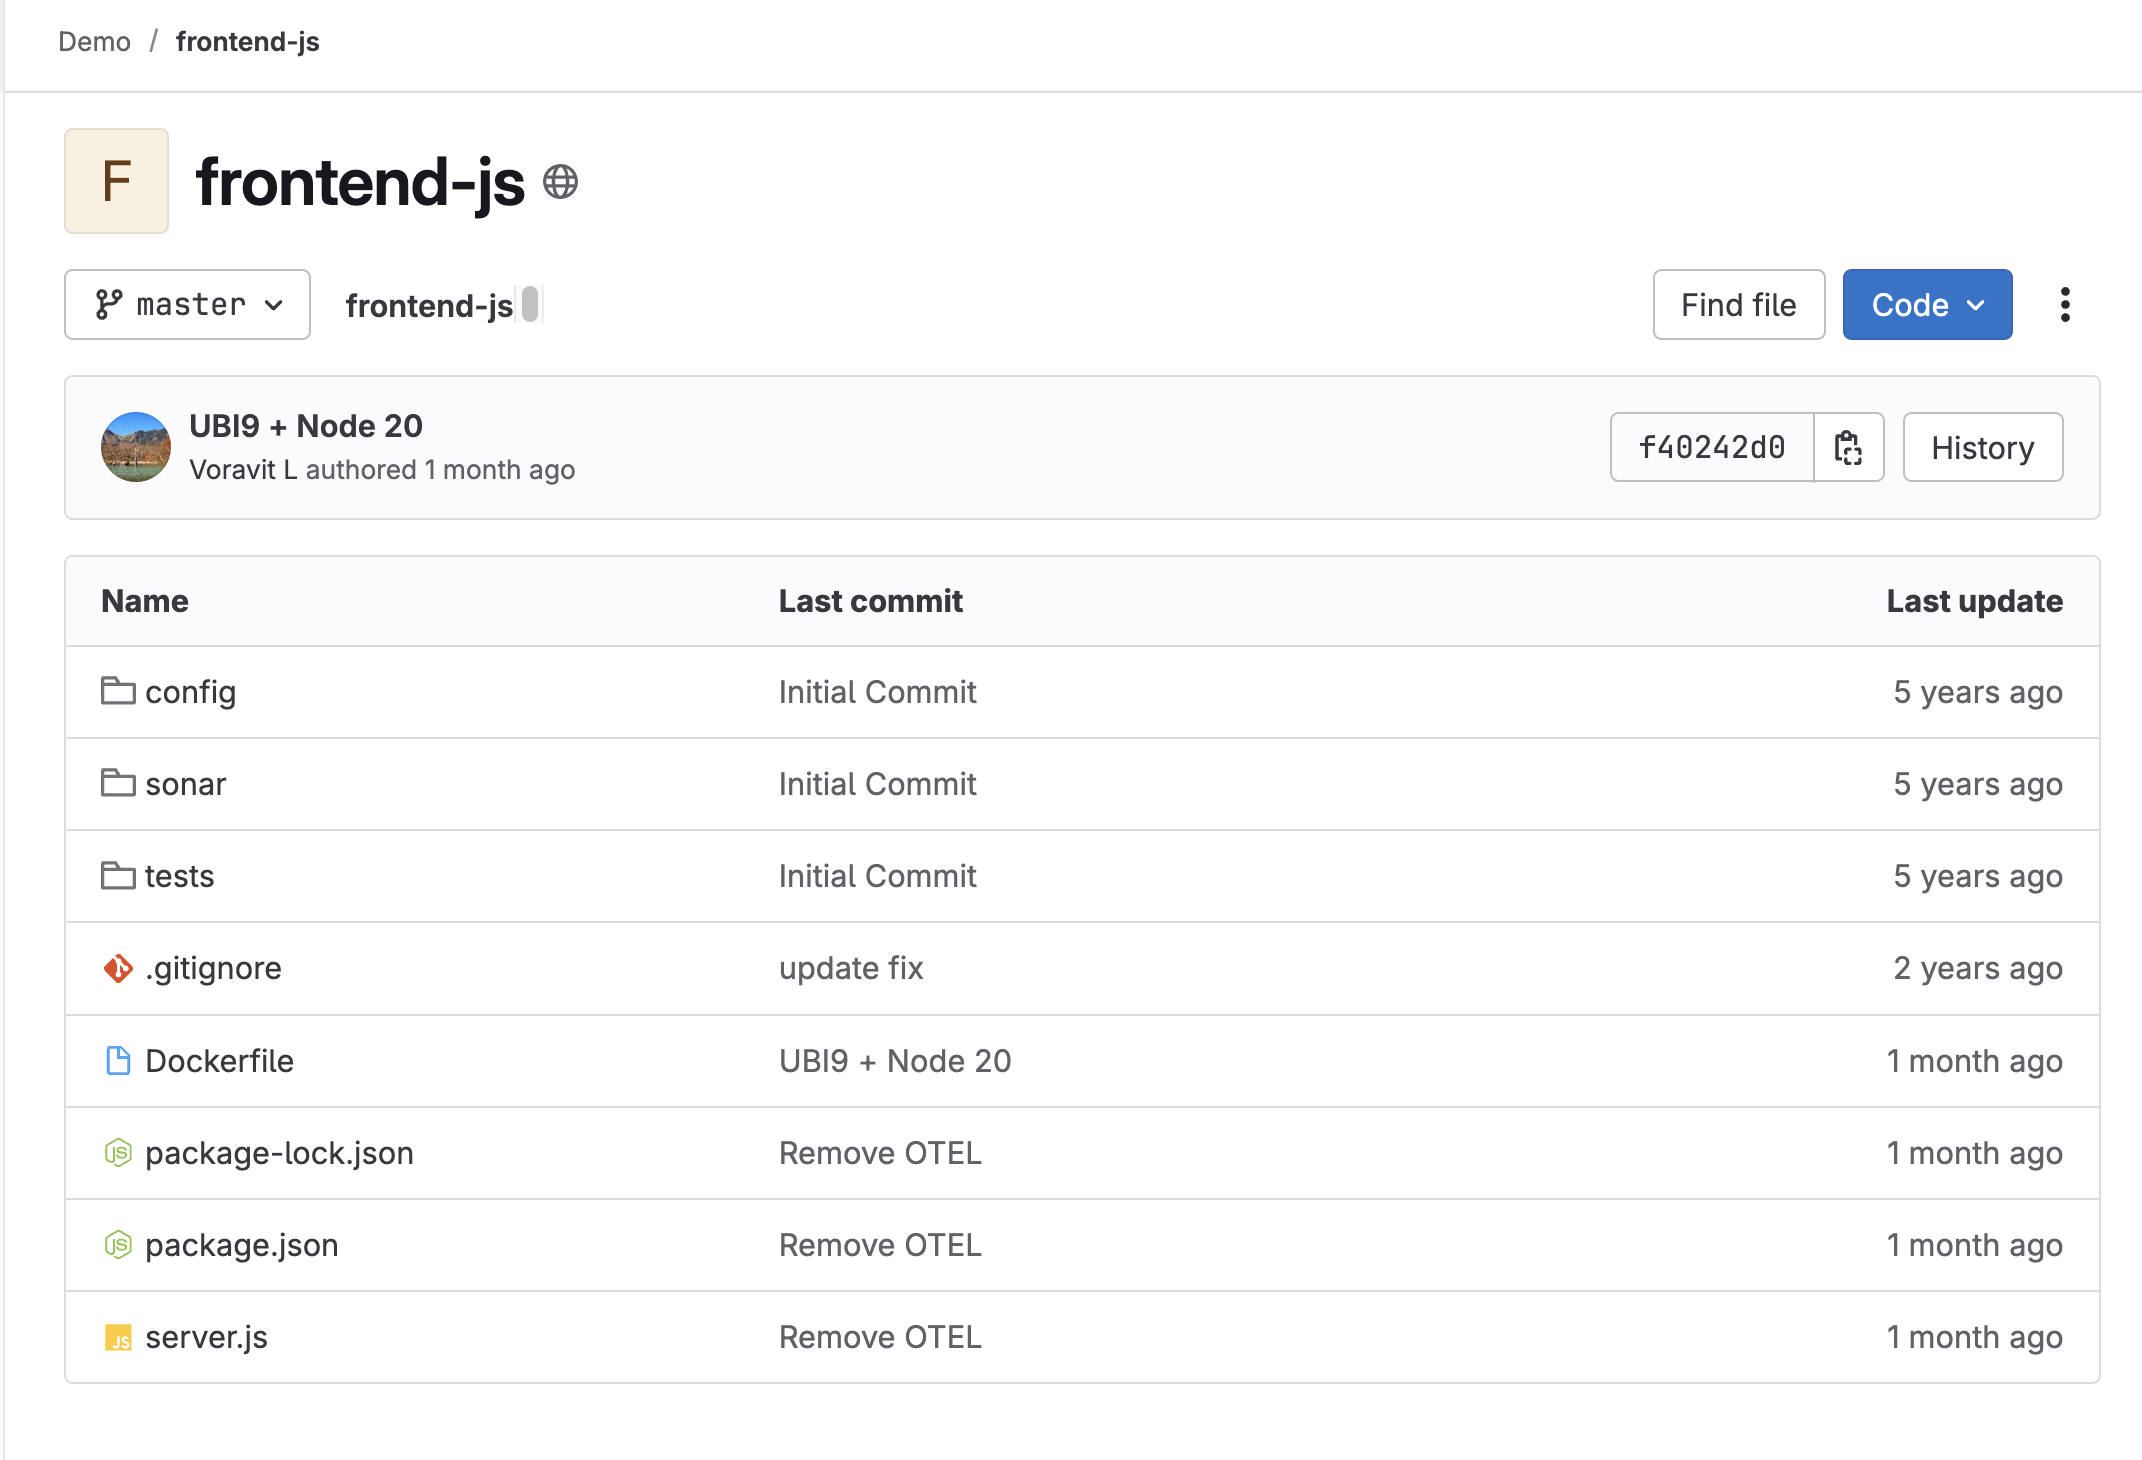 Demo / frontend-js
F
frontend-js
master frontend-js Find file Code
UBI9 + Node 20
Voravit L authored 1 month ago
f40242d0 History
Name Last commit Last update
config Initial Commit 5 years ago
sonar Initial Commit 5 years ago
tests Initial Commit 5 years ago
.gitignore update fix 2 years ago
Dockerfile UBI9 + Node 20 1 month ago
JS package-lock.json Remove OTEL 1 month ago
JS package.json Remove OTEL 1 month ago
JS server.js Remove OTEL 1 month ago